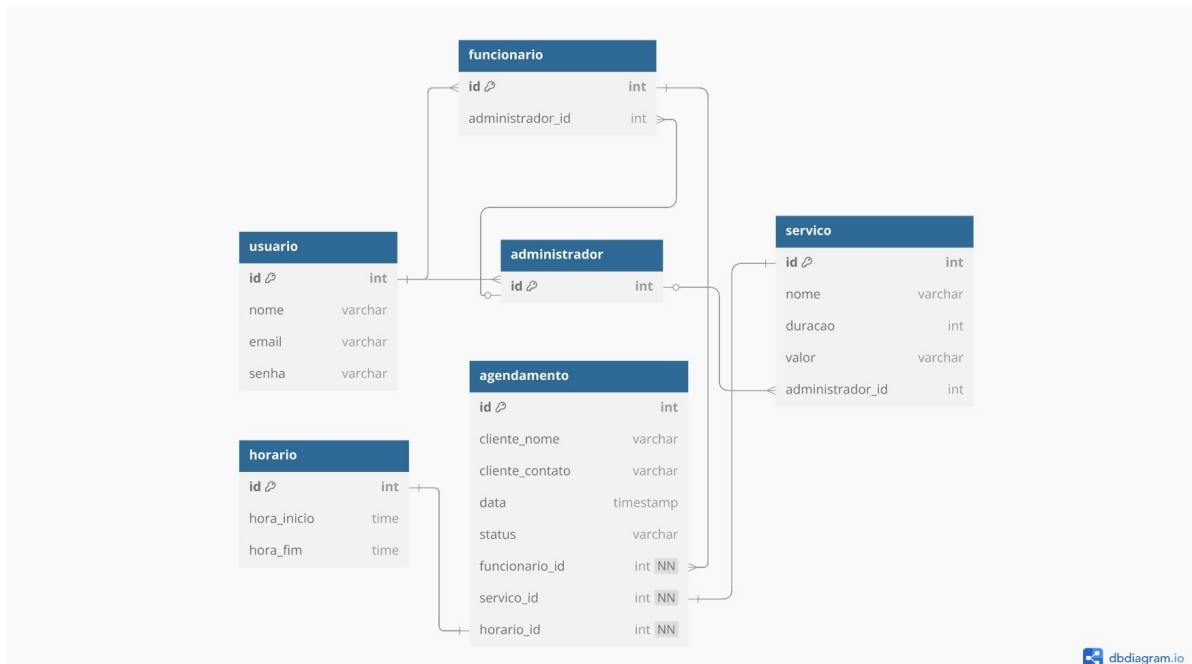 funcionario
id int
administrador_id int
usuario
id int
nome varchar
email varchar
senha varchar
administrador
id int
servico
id int
nome varchar
duracao int
valor varchar
administrador_id int
agendamento
id int
cliente_nome varchar
cliente_contato varchar
data timestamp
status varchar
funcionario_id int NN
servico_id int NN
horario_id int NN
horario
id int
hora_inicio time
hora_fim time
dbdiagram.io